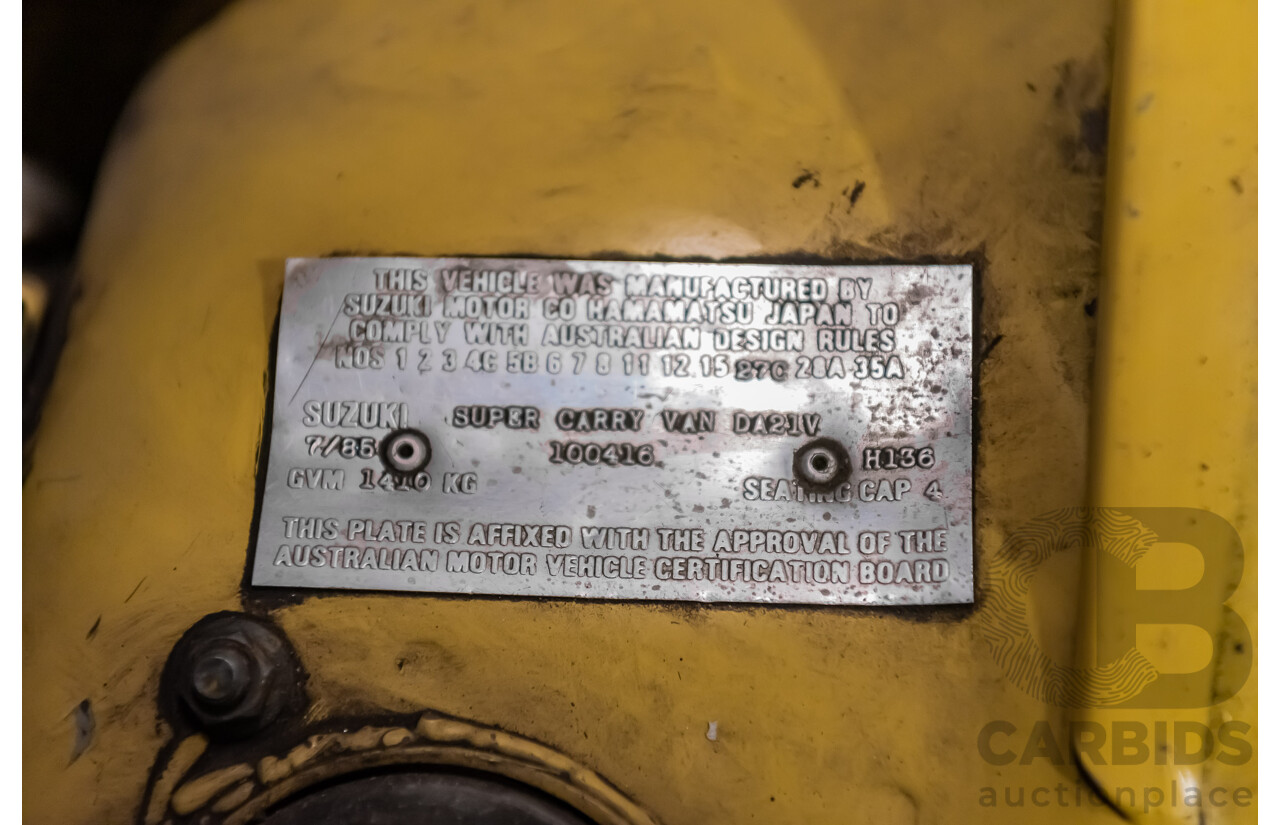 THIS VEHICLE WAS MANUFACTURED BY
SUZUKI MOTOR CO HAMAMATSU JAPAN TO
COMPLY WITH AUSTRALIAN DESIGN RULES
NOS 1 2 3 4C 5B 6 7 8 11 12 15 27C 28A 35A
SUZUKI SUPER CARRY VAN DA21V
7/85 100416 H136
GVM 1410 KG SEATING CAP 4
THIS PLATE IS AFFIXED WITH THE APPROVAL OF THE
AUSTRALIAN MOTOR VEHICLE CERTIFICATION BOARD
CB
CARBIDS
auctionplace